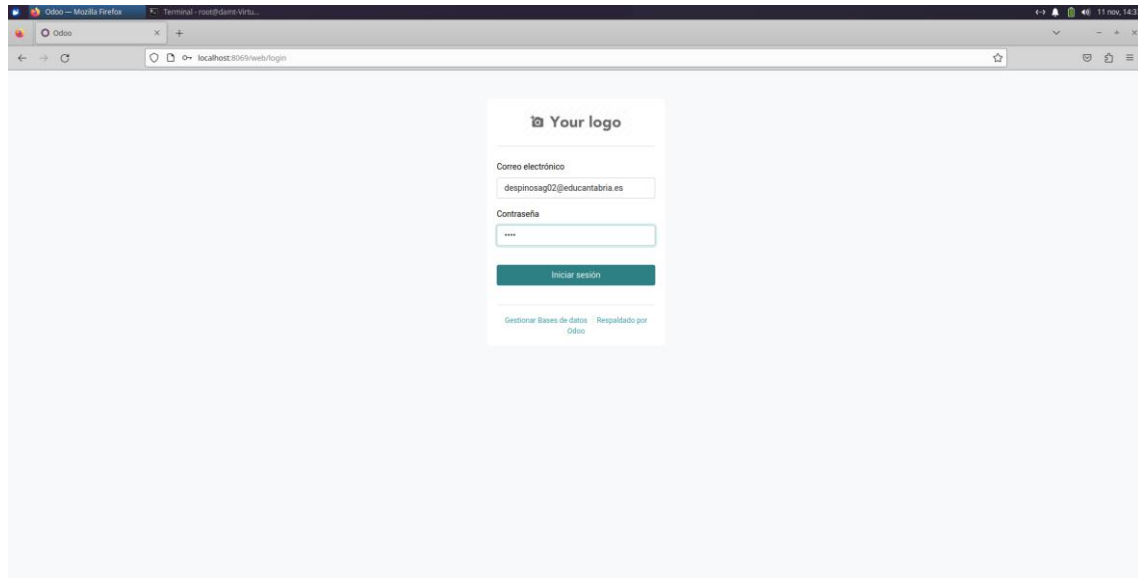 Odoo — Mozilla Firefox
Terminal - root@damt-Virtu...
11 nov, 14:3
Odoo
localhost:8069/web/login
Your logo
Correo electrónico
despinosag02@educantabria.es
Contraseña
••••
Iniciar sesión
Gestionar Bases de datos
Respaldado por
Odoo